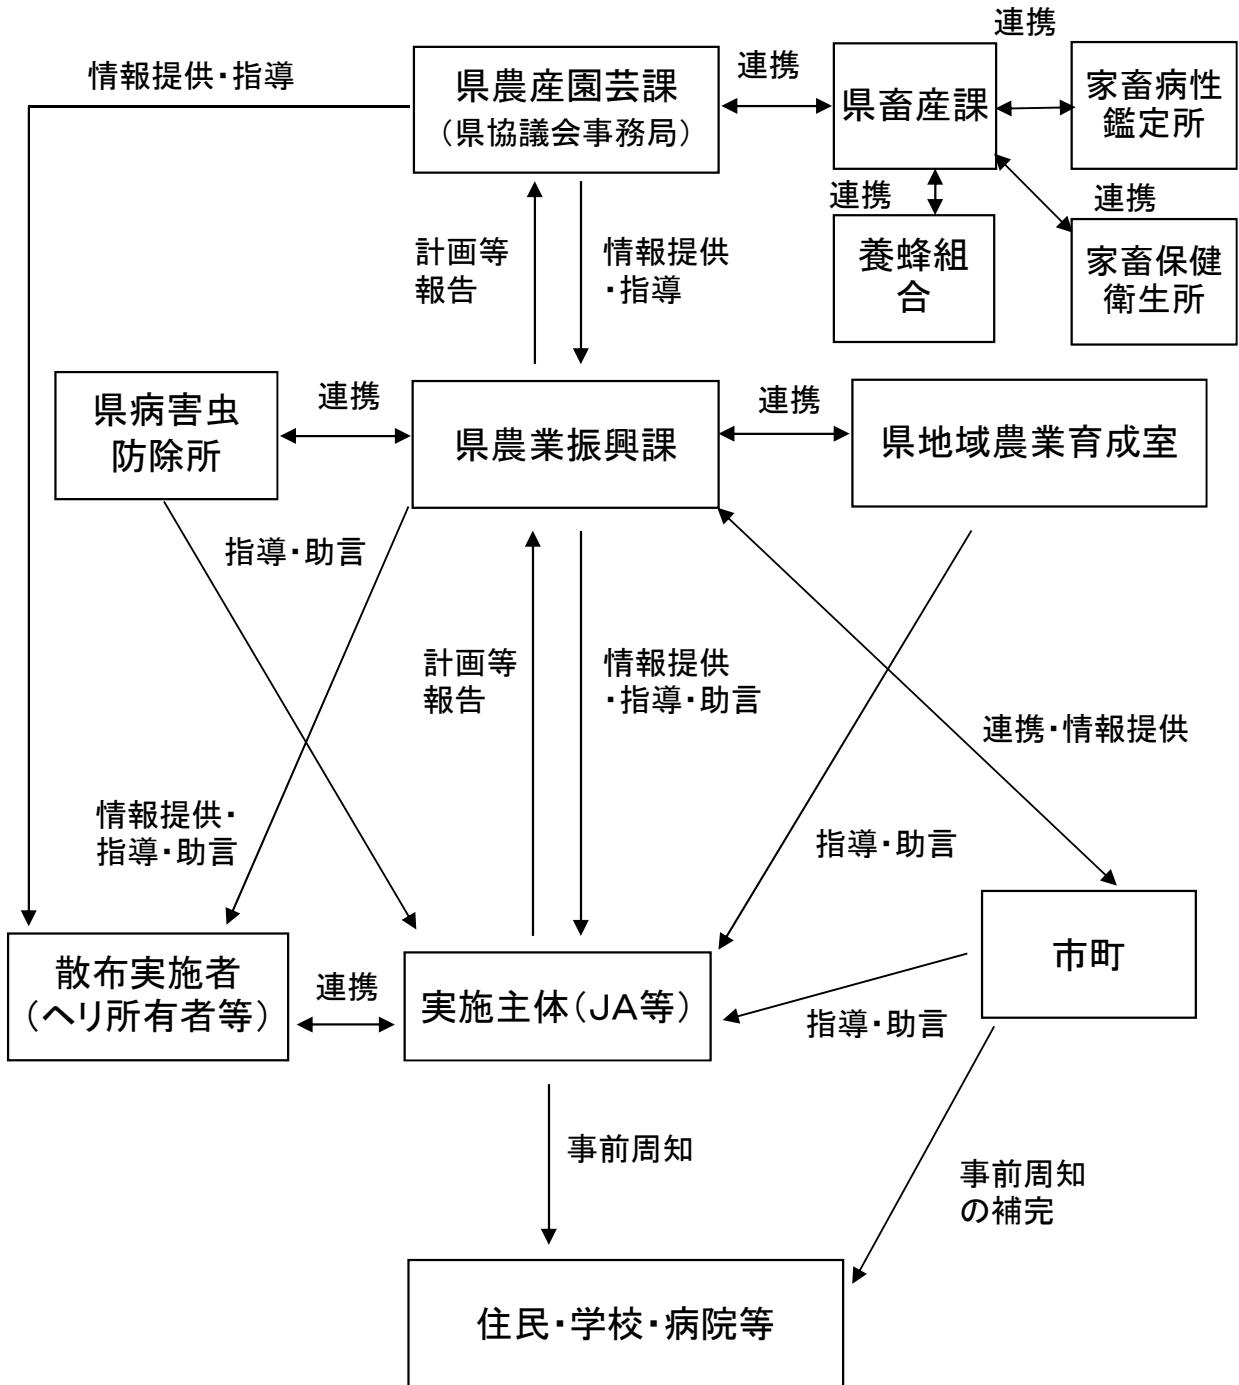 連携
情報提供・指導
県農産園芸課
（県協議会事務局）
連携
県畜産課
家畜病性
鑑定所
連携
養蜂組
合
連携
家畜保健
衛生所
計画等
報告
情報提供
・指導
県病害虫
防除所
連携
県農業振興課
連携
県地域農業育成室
指導・助言
計画等
報告
情報提供
・指導・助言
連携・情報提供
情報提供・
指導・助言
指導・助言
散布実施者
（ヘリ所有者等）
連携
実施主体（JA等）
指導・助言
市町
事前周知
事前周知
の補完
住民・学校・病院等